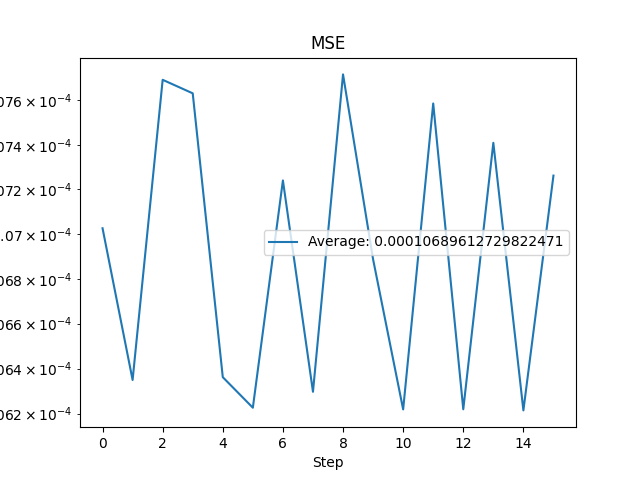 MSE
076 × 10⁻⁴
074 × 10⁻⁴
072 × 10⁻⁴
.07 × 10⁻⁴
068 × 10⁻⁴
066 × 10⁻⁴
064 × 10⁻⁴
062 × 10⁻⁴
Average: 0.00010689612729822471
0 2 4 6 8 10 12 14
Step